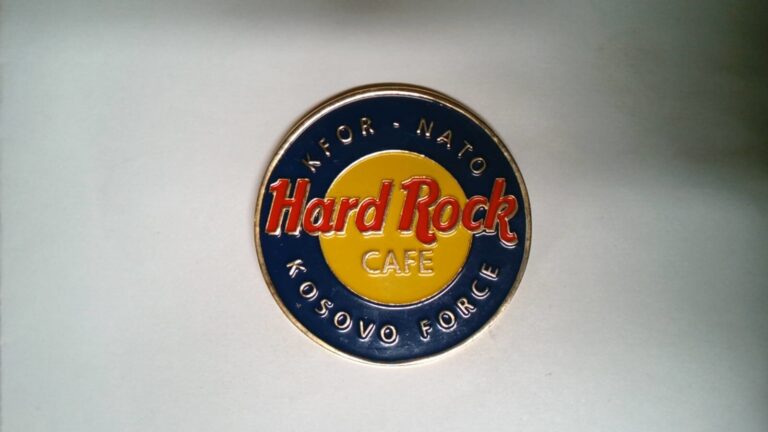 KFOR - NATO
Hard Rock
CAFE
KOSOVO FORCE